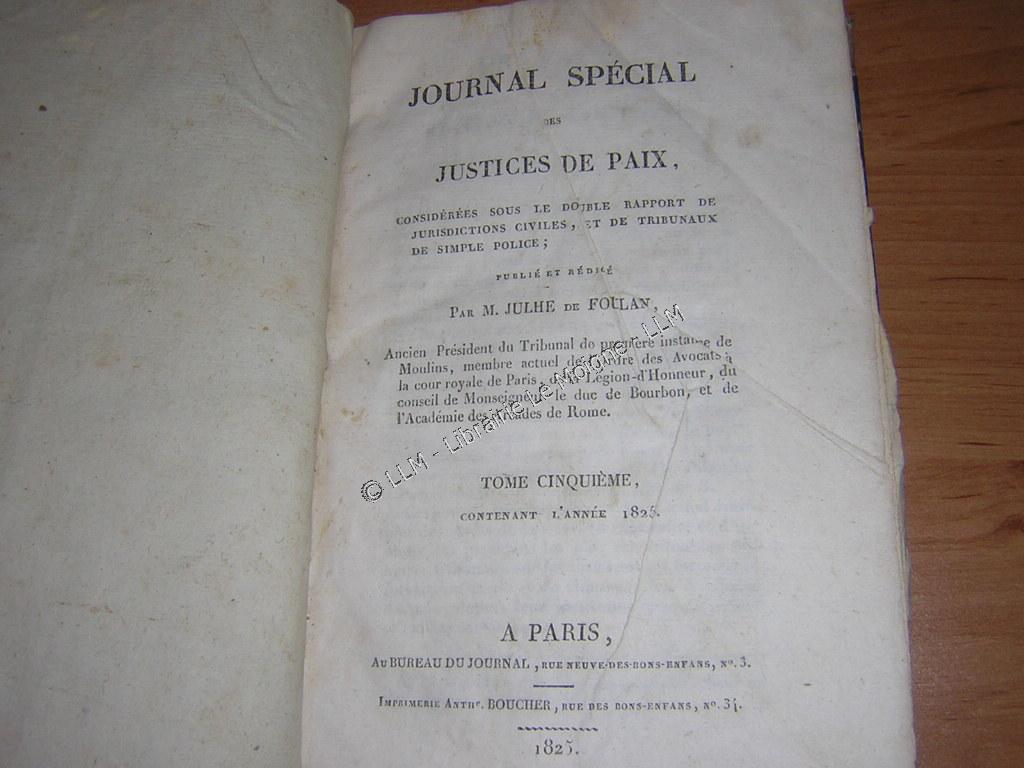 JOURNAL SPÉCIAL
DES
JUSTICES DE PAIX,
CONSIDÉRÉES SOUS LE DOUBLE RAPPORT DE
JURISDICTIONS CIVILES, ET DE TRIBUNAUX
DE SIMPLE POLICE;
PUBLIÉ ET RÉDIGÉ
PAR M. JULHE DE FOULAN,
Ancien Président du Tribunal de première instance de
Moulins, membre actuel de l'ordre des Avocats à
la cour royale de Paris, de la Légion-d'Honneur, du
conseil de Monseigneur le duc de Bourbon, et de
l'Académie des Arcades de Rome.
© LLM - Librairie Le Moigne - LLM
TOME CINQUIÈME,
CONTENANT L'ANNÉE 1825.
A PARIS,
AU BUREAU DU JOURNAL, RUE NEUVE-DES-BONS-ENFANS, N°. 3.
IMPRIMERIE ANTHe. BOUCHER, RUE DES BONS-ENFANS, N°. 34.
1825.